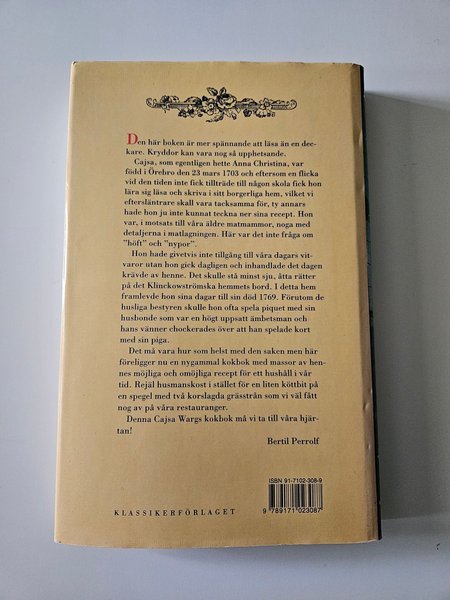 Den här boken är mer spännande att läsa än en dec-
kare. Kryddor kan vara nog så upphetsande.
Cajsa, som egentligen hette Anna Christina, var
född i Örebro den 23 mars 1703 och eftersom en flicka
vid den tiden inte fick tillträde till någon skola fick hon
lära sig läsa och skriva i sitt borgerliga hem, vilket vi
efterslänträre skall vara tacksamma för, ty annars
hade hon ju inte kunnat teckna ner sina recept. Hon
var, i motsats till våra äldre matmammor, noga med
detaljerna i matlagningen. Här var det inte fråga om
"höft" och "nypor".
Hon hade givetvis inte tillgång till våra dagars vit-
varor utan hon gick dagligen och inhandlade det dagen
krävde av henne. Det skulle stå minst sju, åtta rätter
på det Klinckowströmska hemmets bord. I detta hem
framlevde hon sina dagar till sin död 1769. Förutom de
husliga bestyren skulle hon ofta spela piquet med sin
husbonde som var en högt uppsatt ämbetsman och
hans vänner chockerades över att han spelade kort
med sin piga.
Det må vara hur som helst med den saken men här
föreligger nu en nygammal kokbok med massor av hen-
nes möjliga och omöjliga recept för ett hushåll i vår
tid. Rejäl husmanskost i stället för en liten köttbit på
en spegel med två korslagda grässtrån som vi väl fått
nog av på våra restauranger.
Denna Cajsa Wargs kokbok må vi ta till våra hjär-
tan!
Bertil Perrolf
ISBN 91-7102-308-9
9 789171 023087
KLASSIKERFÖRLAGET